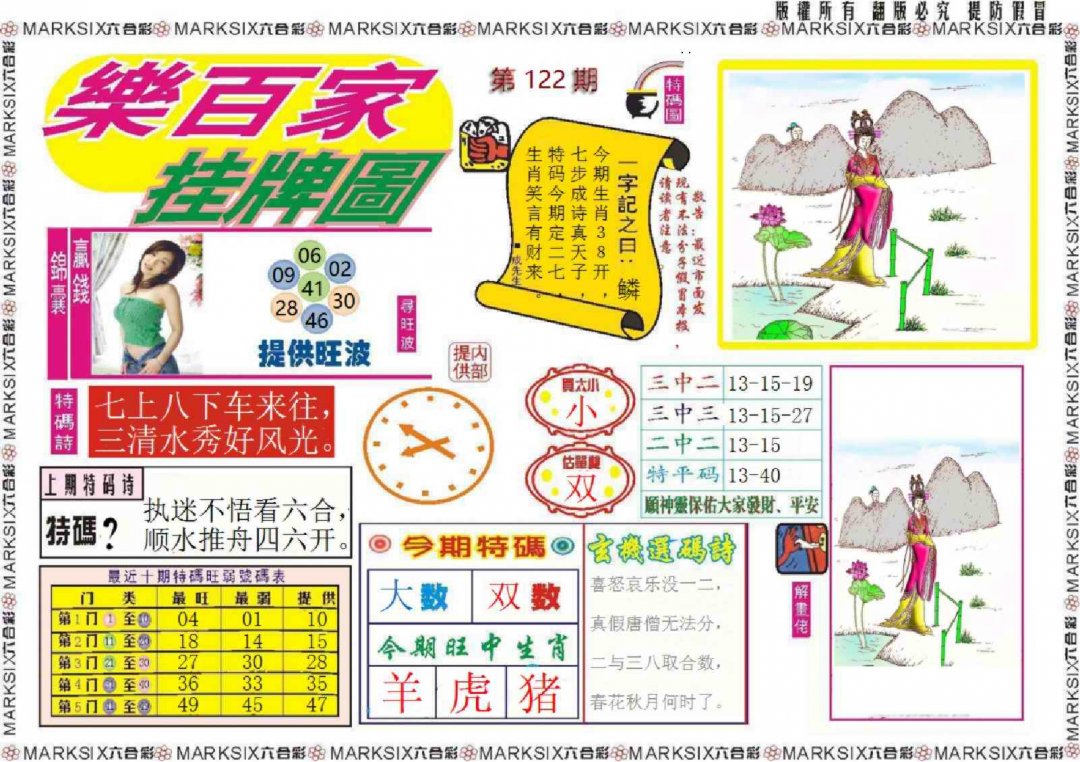 版權所有 翻版必究 提防假冒
MARKSIX六合彩 MARKSIX六合彩 MARKSIX六合彩 MARKSIX六合彩 MARKSIX六合彩 MARKSIX六合彩 MARKSIX六合彩
樂百家
挂牌圖
第 122 期
特碼圖
一字記之曰：鱗
今期生肖38开，
七步成诗真天子，
特码今期定二七，
生肖笑言有财来。
敬告：最近市面发
现有不法分子假冒本报，
请读者注意
贏錢
錦囊
06
09
02
41
28
30
46
提供旺波
尋旺波
内部
提供
特碼詩
七上八下车来往，
三清水秀好风光。
買大小
小
估單雙
双
三中二 13-15-19
三中三 13-15-27
二中二 13-15
特平码 13-40
願神靈保佑大家發財、平安
上期特码诗
特碼？
执迷不悟看六合，
顺水推舟四六开。
最近十期特碼旺弱號碼表
门 类 最旺 最弱 提供
第1门 1 至 10 04 01 10
第2门 11 至 20 18 14 15
第3门 21 至 30 27 30 28
第4门 31 至 40 36 33 35
第5门 41 至 49 49 45 47
今期特碼
大数 双数
今期旺中生肖
羊 虎 猪
玄機選碼詩
喜怒哀乐没一二，
真假唐僧无法分，
二与三八取合数，
春花秋月何时了。
解畫佬
MARKSIX六合彩 MARKSIX六合彩 MARKSIX六合彩 MARKSIX六合彩 MARKSIX六合彩 MARKSIX六合彩 MARKSIX六合彩